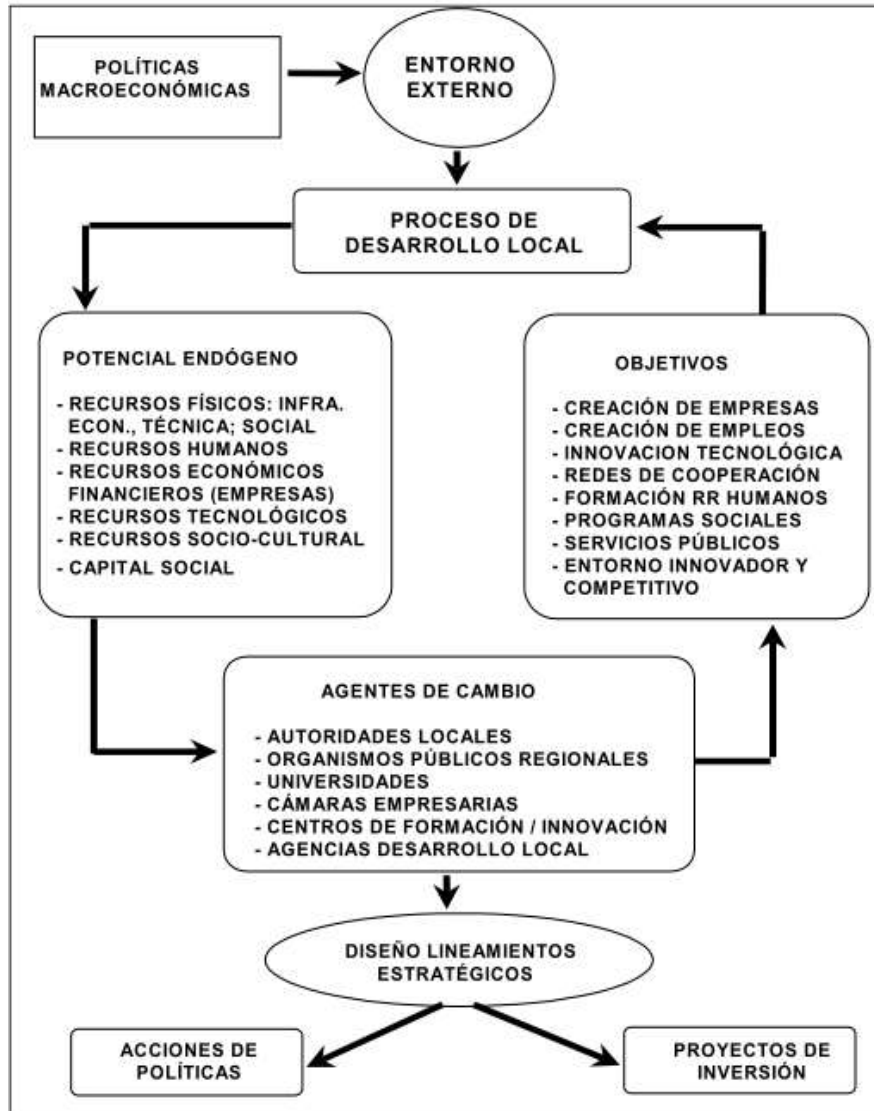 POLÍTICAS
MACROECONÓMICAS
ENTORNO
EXTERNO
PROCESO DE
DESARROLLO LOCAL
POTENCIAL ENDÓGENO
- RECURSOS FÍSICOS: INFRA.
ECON., TÉCNICA; SOCIAL
- RECURSOS HUMANOS
- RECURSOS ECONÓMICOS
FINANCIEROS (EMPRESAS)
- RECURSOS TECNOLÓGICOS
- RECURSOS SOCIO-CULTURAL
- CAPITAL SOCIAL
OBJETIVOS
- CREACIÓN DE EMPRESAS
- CREACIÓN DE EMPLEOS
- INNOVACION TECNOLÓGICA
- REDES DE COOPERACIÓN
- FORMACIÓN RR HUMANOS
- PROGRAMAS SOCIALES
- SERVICIOS PÚBLICOS
- ENTORNO INNOVADOR Y
COMPETITIVO
AGENTES DE CAMBIO
- AUTORIDADES LOCALES
- ORGANISMOS PÚBLICOS REGIONALES
- UNIVERSIDADES
- CÁMARAS EMPRESARIAS
- CENTROS DE FORMACIÓN / INNOVACIÓN
- AGENCIAS DESARROLLO LOCAL
DISEÑO LINEAMIENTOS
ESTRATÉGICOS
ACCIONES DE
POLÍTICAS
PROYECTOS DE
INVERSIÓN